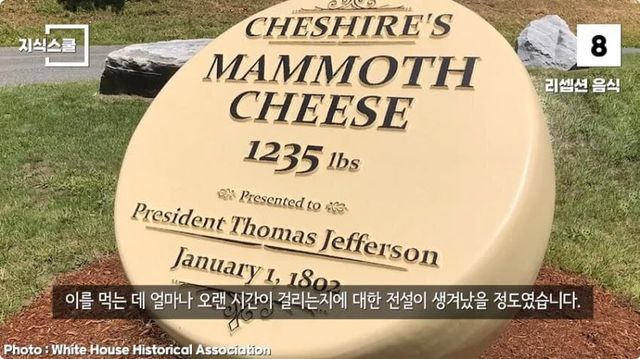 지식스쿨
8
리셉션 음식
CHESHIRE'S
MAMMOTH
CHEESE
1235 lbs
Presented to
President Thomas Jefferson
January 1, 1802
이를 먹는 데 얼마나 오랜 시간이 걸리는지에 대한 전설이 생겨났을 정도였습니다.
Photo : White House Historical Association